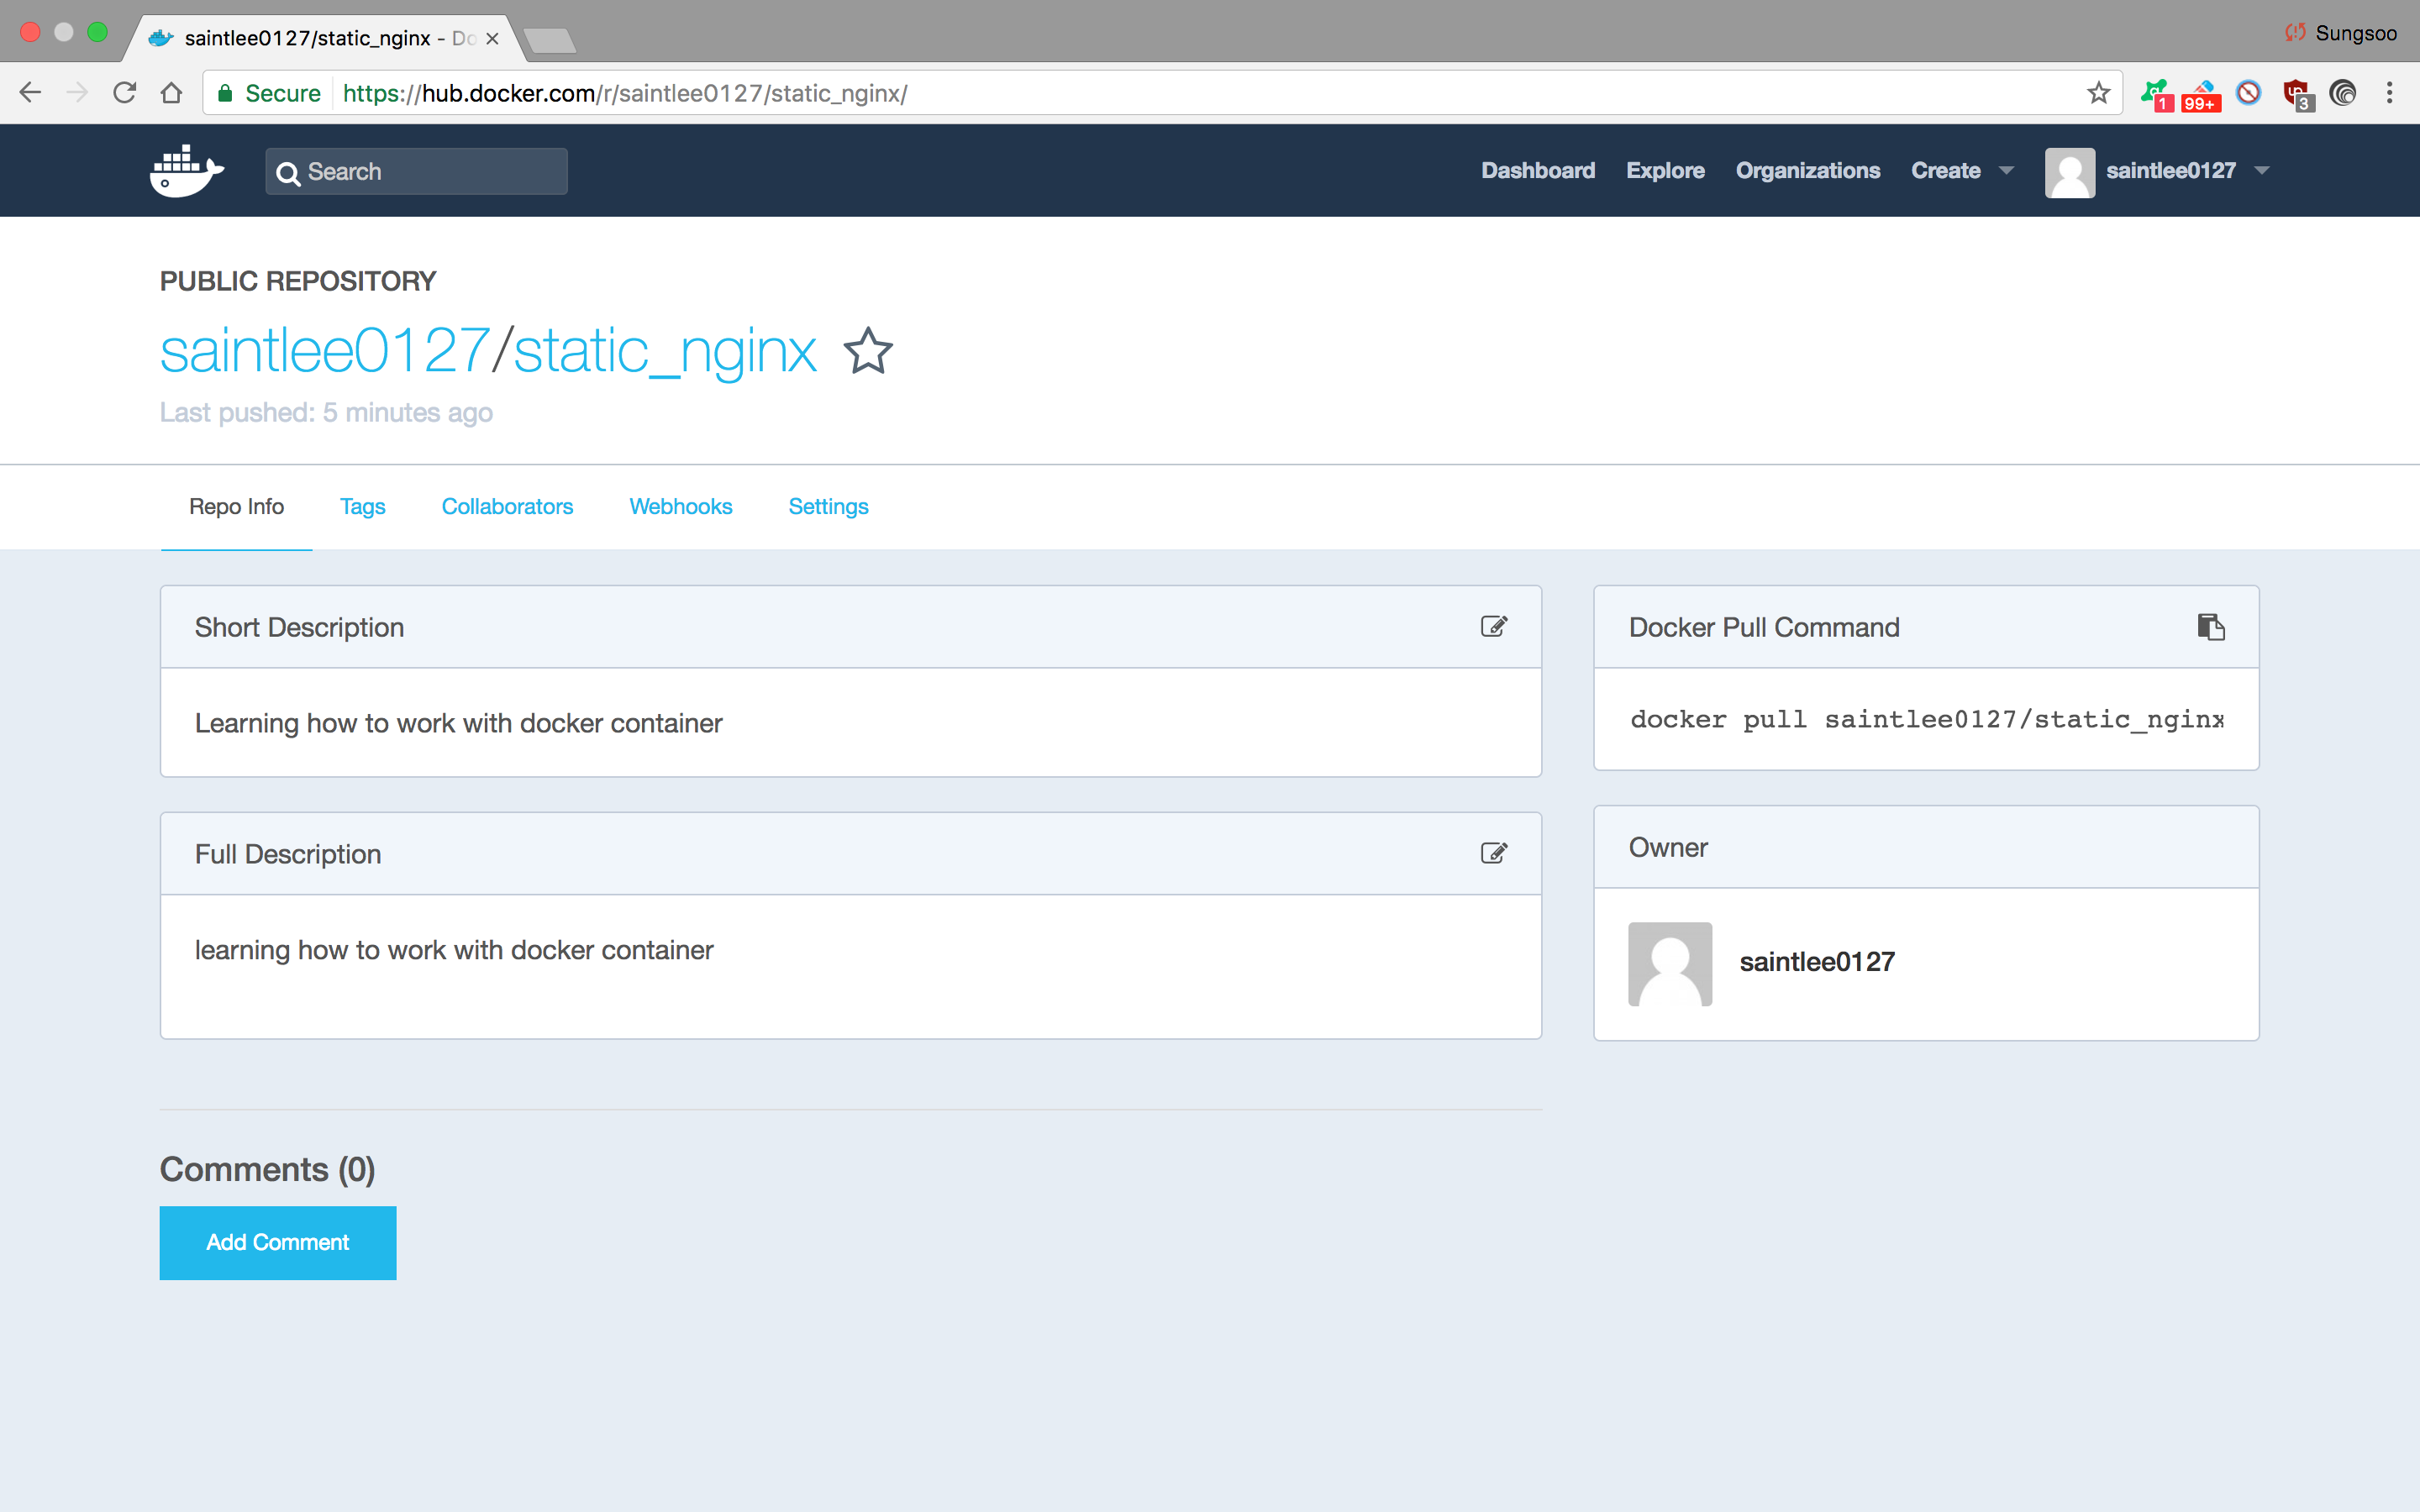 saintlee0127/static_nginx - Do
Sungsoo
Secure https://hub.docker.com/r/saintlee0127/static_nginx/
1
99+
3
Search
Dashboard Explore Organizations Create saintlee0127
PUBLIC REPOSITORY
saintlee0127/static_nginx
Last pushed: 5 minutes ago
Repo Info Tags Collaborators Webhooks Settings
Short Description
Learning how to work with docker container
Docker Pull Command
docker pull saintlee0127/static_nginx
Full Description
learning how to work with docker container
Owner
saintlee0127
Comments (0)
Add Comment